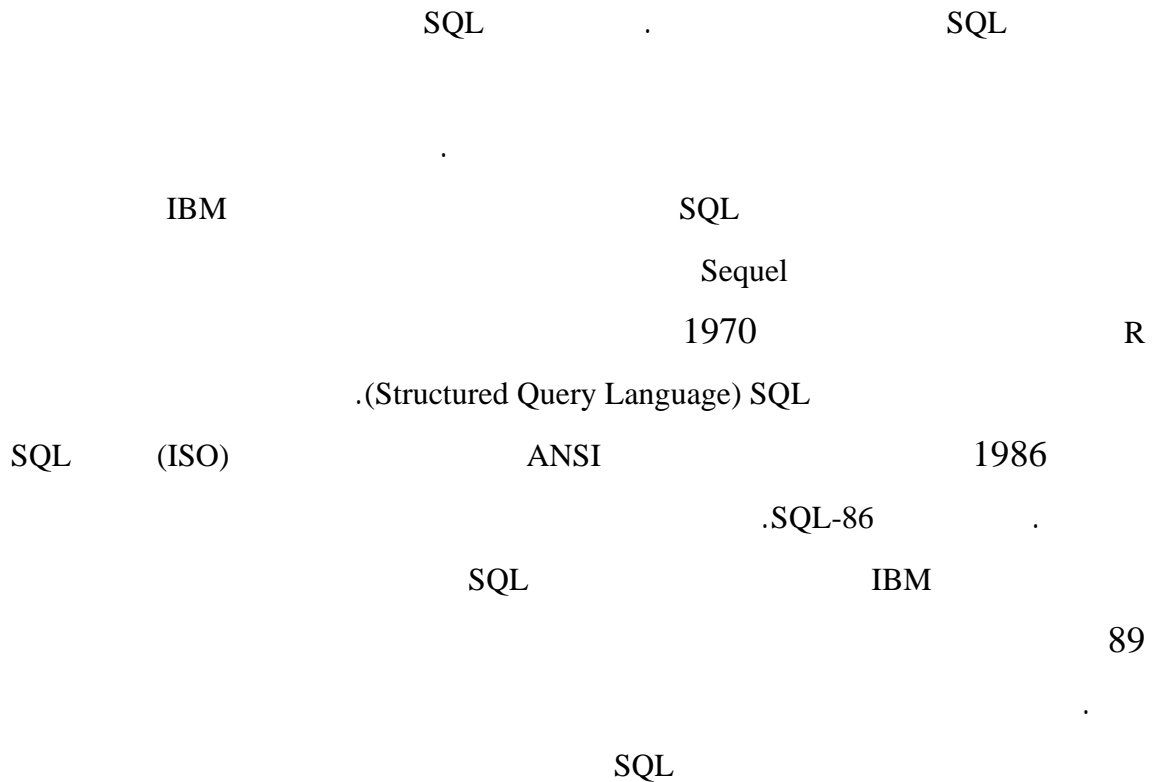 SQL . SQL
.
IBM SQL
Sequel
1970 R
.(Structured Query Language) SQL
SQL (ISO) ANSI 1986
.SQL-86 .
SQL IBM
89
.
SQL